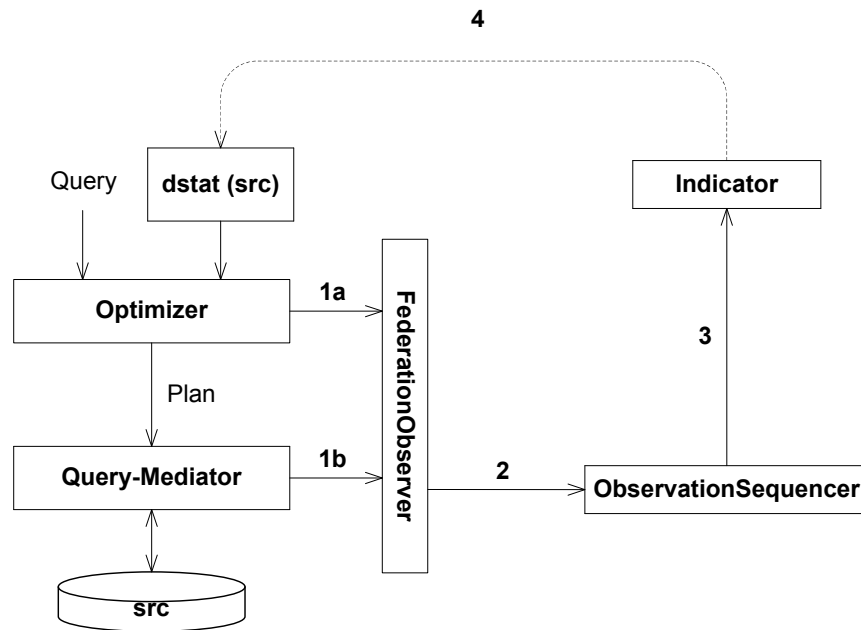 4
Query
dstat (src)
Indicator
Optimizer
1a
FederationObserver
3
Plan
Query-Mediator
1b
2
ObservationSequencer
src